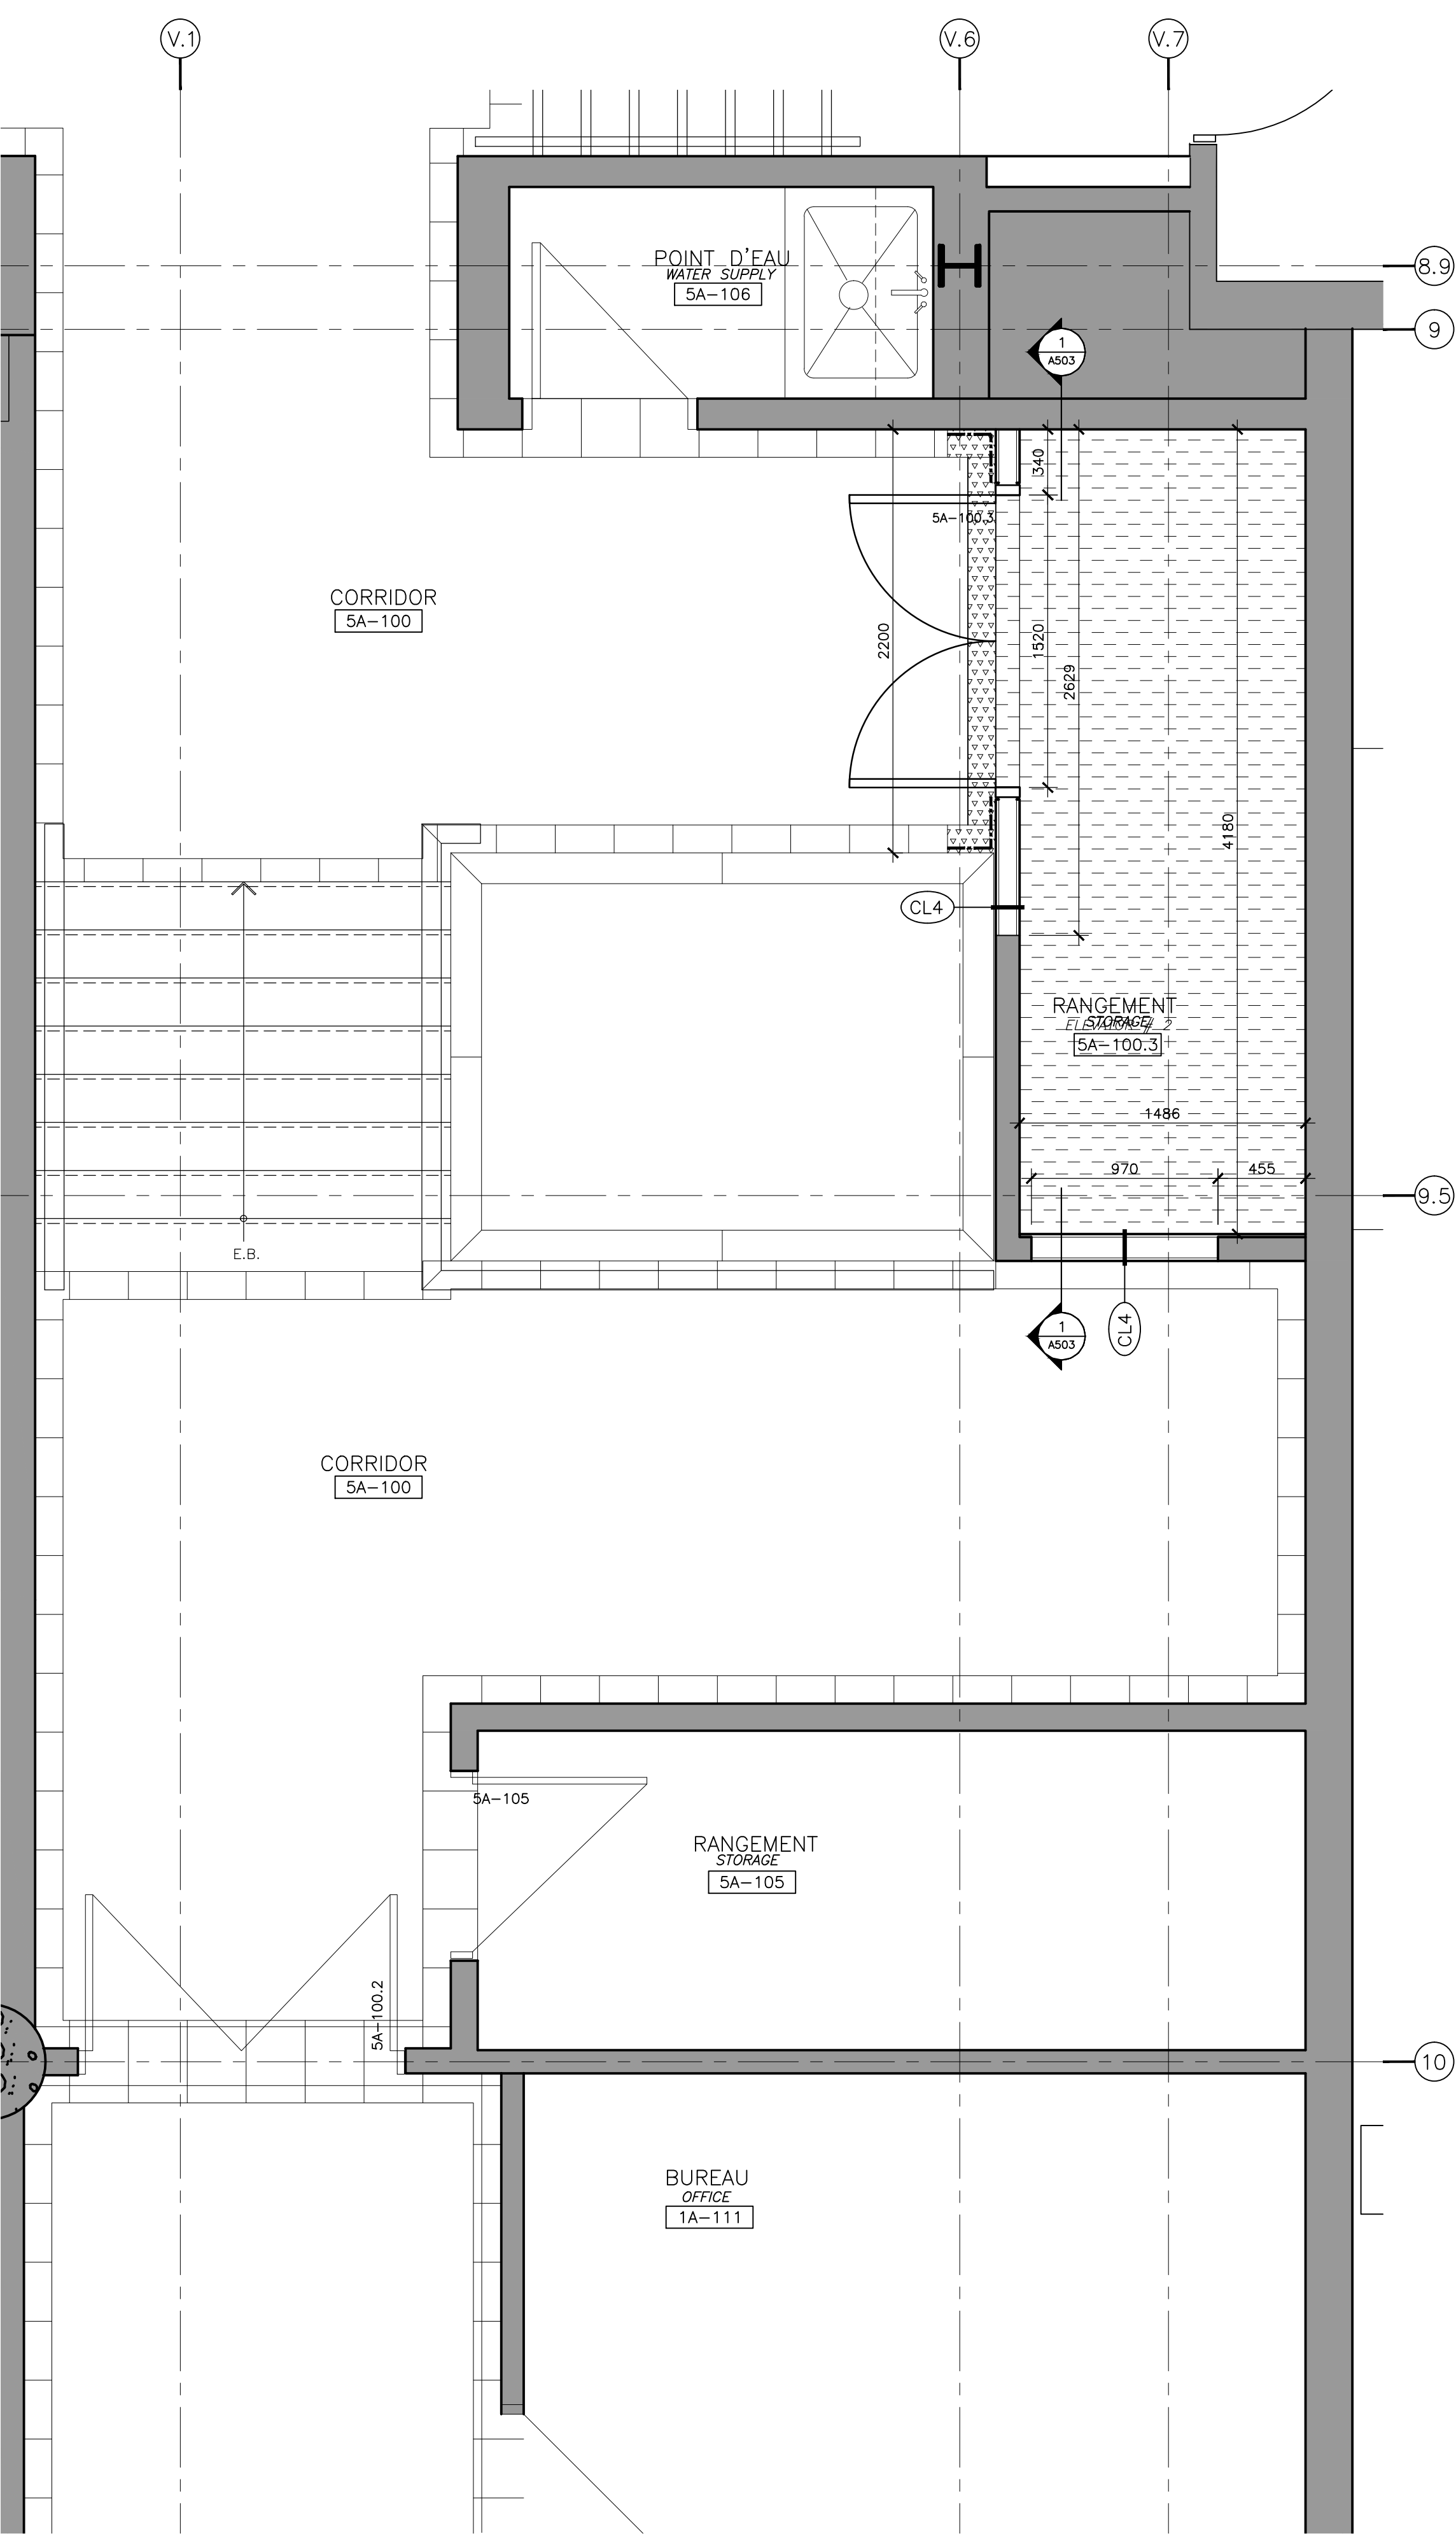 V.1
V.6
V.7
POINT D'EAU
WATER SUPPLY
5A-106
8.9
9
1
A503
340
5A-100.3
CORRIDOR
5A-100
2200
1520
2629
4180
CL4
RANGEMENT
STORAGE
ELEVATOR # 2
5A-100.3
1486
970
455
9.5
E.B.
1
A503
CL4
CORRIDOR
5A-100
5A-105
RANGEMENT
STORAGE
5A-105
5A-100.2
10
BUREAU
OFFICE
1A-111